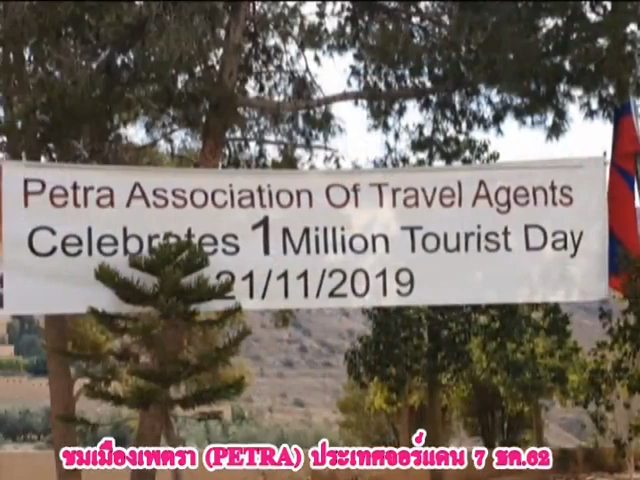 Petra Association Of Travel Agents
Celebrates 1 Million Tourist Day
21/11/2019
ชมเมืองเพตรา (PETRA) ประเทศจอร์แดน 7 ธค.62